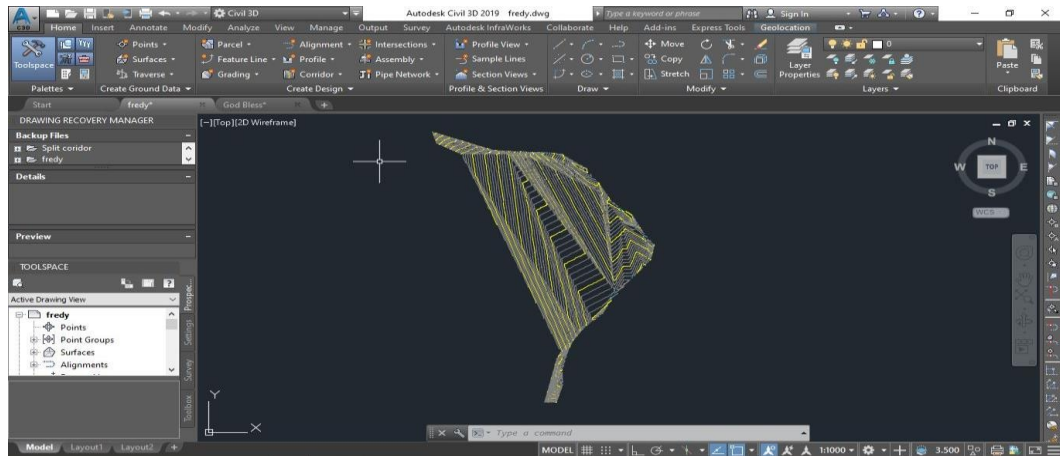 C3D Civil 3D Autodesk Civil 3D 2019 fredy.dwg Type a keyword or phrase Sign In
Home Insert Annotate Modify Analyze View Manage Output Survey Autodesk InfraWorks Collaborate Help Add-ins Express Tools Geolocation
Toolspace
Points Parcel Alignment Intersections Profile View Move
Surfaces Feature Line Profile Assembly Sample Lines Copy
Traverse Grading Corridor Pipe Network Section Views Stretch
Layer Properties 0 Paste
Palettes Create Ground Data Create Design Profile & Section Views Draw Modify Layers Clipboard
Start fredy* God Bless*
DRAWING RECOVERY MANAGER
Backup Files
Split coridor
fredy
Details
Preview
TOOLSPACE
Active Drawing View
fredy
Points
Point Groups
Surfaces
Alignments
Prospec...
Settings
Survey
Toolbox
[−][Top][2D Wireframe]
N
W TOP E
S
WCS
Y
X
Type a command
Model Layout1 Layout2 +
MODEL 1:1000 3.500